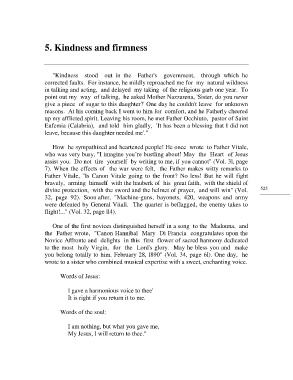 5. Kindness and firmness
"Kindness stood out in the Father's government, through which he
corrected faults. For instance, he mildly reproached me for my natural wildness
in talking and acting, and delayed my taking of the religious garb one year. To
point out my way of talking, he asked Mother Nazzarena, 'Sister, do you never
give a piece of sugar to this daughter? One day he couldn't leave for unknown
reasons. At his coming back I went to him for comfort, and he Fatherly cheered
up my afflicted spirit. Leaving his room, he met Father Occhiuto, pastor of Saint
Eufemia (Calabria), and told him gladly, 'It has been a blessing that I did not
leave, because this daughter needed me'."
How he sympathized and heartened people! He once wrote to Father Vitale,
who was very busy, "I imagine you're bustling about! May the Heart of Jesus
assist you. Do not tire yourself by writing to me, if you cannot" (Vol. 31, page
7). When the effects of the war were felt, the Father makes witty remarks to
Father Vitale, "Is Canon Vitale going to the front? No less! But he will fight
bravely, arming himself with the hauberk of his great faith, with the shield of
divine protection, with the sword and the helmet of prayer, and will win" (Vol.
32, page 92). Soon after, "Machine-guns, bayonets, 420, weapons and army
were defeated by General Vitali. The quarter is beflagged, the enemy takes to
flight!..." (Vol. 32, page 114).
525
One of the first novices distinguished herself in a song to the Madonna, and
the Father wrote, "Canon Hannibal Mary Di Francia congratulates upon the
Novice Affronto and delights in this first flower of sacred harmony dedicated
to the most holy Virgin, for the Lord's glory. May he bless you and make
you belong totally to him. February 28, 1890" (Vol. 34, page 6). One day, he
wrote to a sister who combined musical expertise with a sweet, enchanting voice.
Words of Jesus:
I gave a harmonious voice to thee'
It is right if you return it to me.
Words of the soul:
I am nothing, but what you gave me,
My Jesus, I will return to thee."